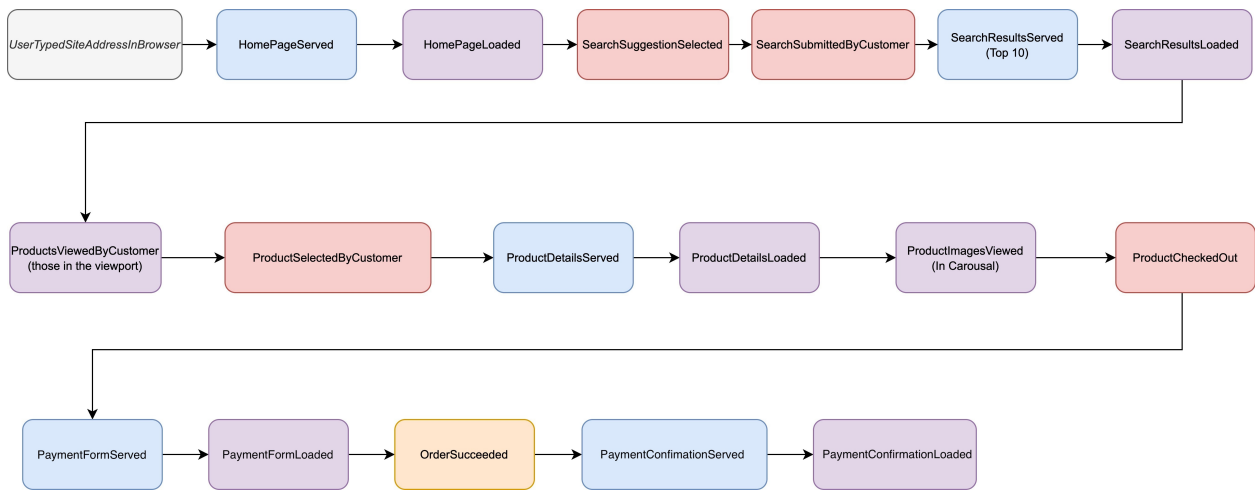 UserTypedSiteAddressInBrowser
HomePageServed
HomePageLoaded
SearchSuggestionSelected
SearchSubmittedByCustomer
SearchResultsServed
(Top 10)
SearchResultsLoaded
ProductsViewedByCustomer
(those in the viewport)
ProductSelectedByCustomer
ProductDetailsServed
ProductDetailsLoaded
ProductImagesViewed
(In Carousal)
ProductCheckedOut
PaymentFormServed
PaymentFormLoaded
OrderSucceeded
PaymentConfimationServed
PaymentConfirmationLoaded